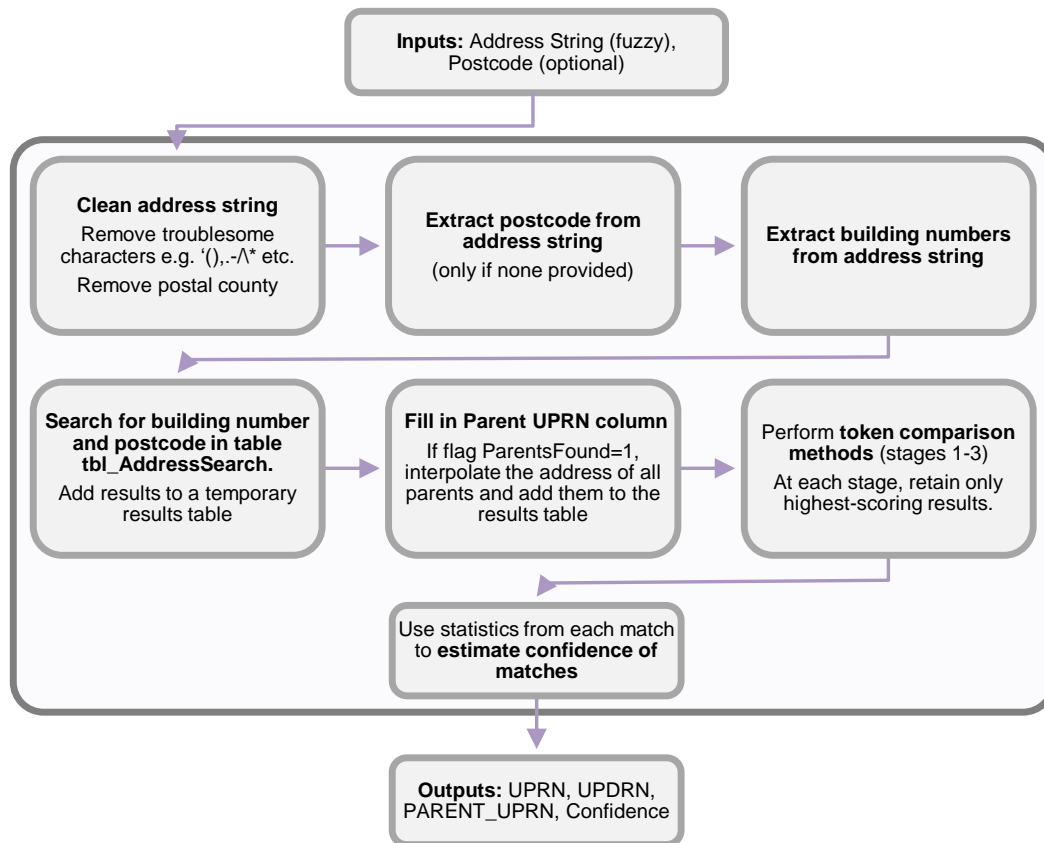 Inputs: Address String (fuzzy),
Postcode (optional)
Clean address string
Remove troublesome
characters e.g. ‘(),.-/\* etc.
Remove postal county
Extract postcode from
address string
(only if none provided)
Extract building numbers
from address string
Search for building number
and postcode in table
tbl_AddressSearch.
Add results to a temporary
results table
Fill in Parent UPRN column
If flag ParentsFound=1,
interpolate the address of all
parents and add them to the
results table
Perform token comparison
methods (stages 1-3)
At each stage, retain only
highest-scoring results.
Use statistics from each match
to estimate confidence of
matches
Outputs: UPRN, UPDRN,
PARENT_UPRN, Confidence